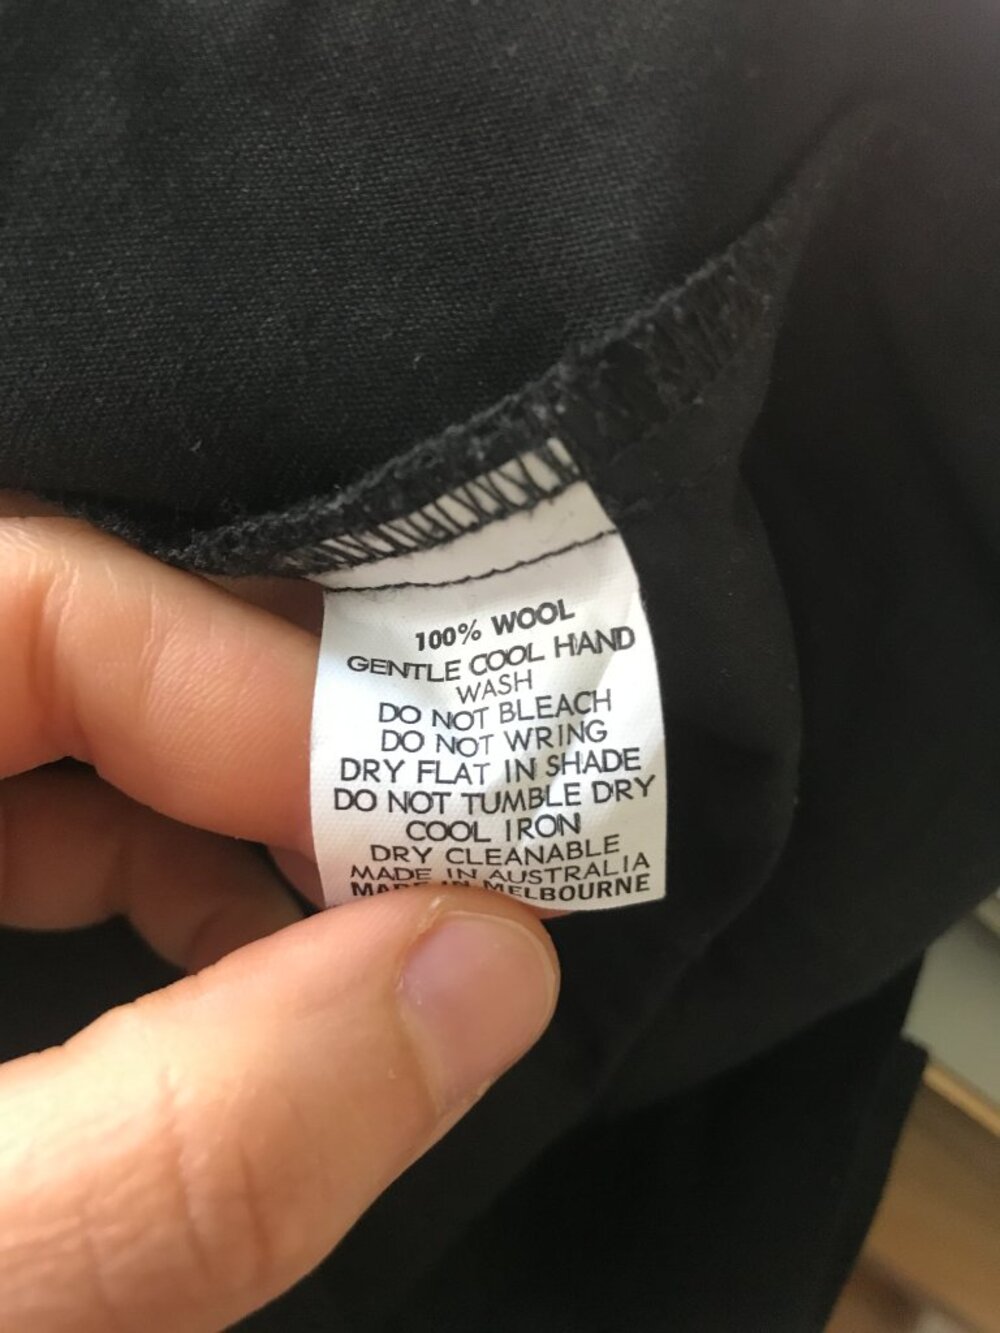 100% WOOL
GENTLE COOL HAND
WASH
DO NOT BLEACH
DO NOT WRING
DRY FLAT IN SHADE
DO NOT TUMBLE DRY
COOL IRON
DRY CLEANABLE
MADE IN AUSTRALIA
MADE IN MELBOURNE